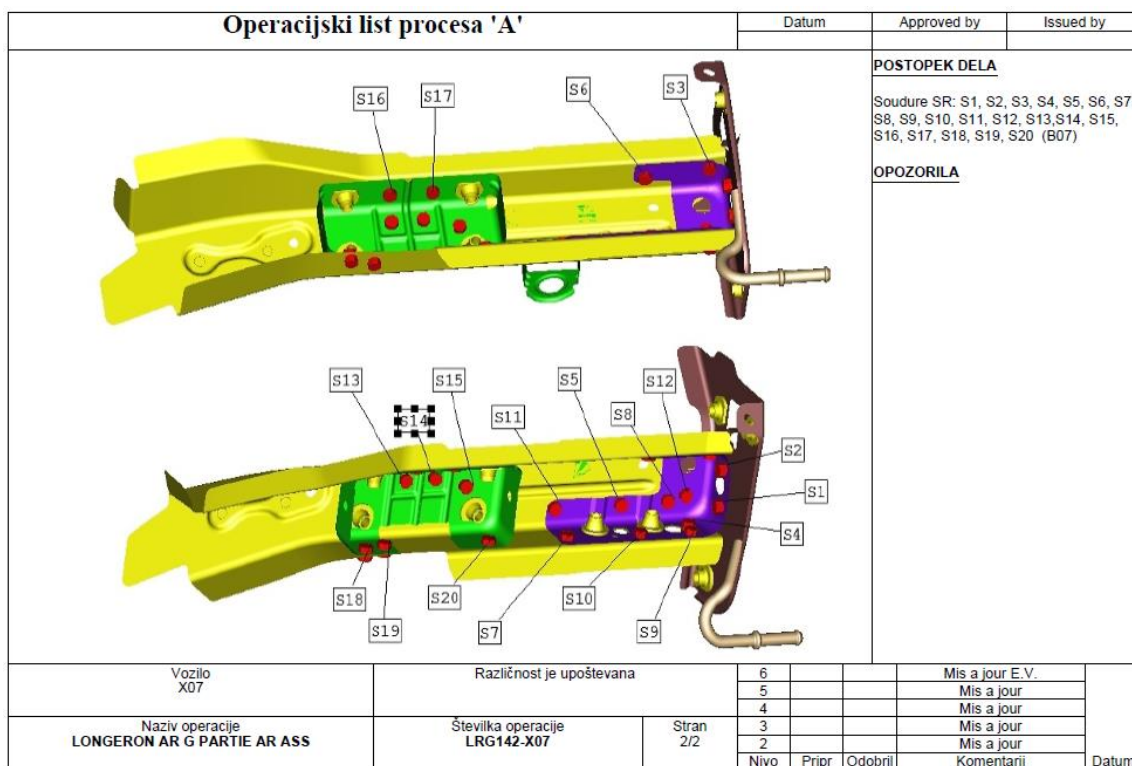 Operacijski list procesa 'A'
Datum
Approved by
Issued by
POSTOPEK DELA
Soudure SR: S1, S2, S3, S4, S5, S6, S7
S8, S9, S10, S11, S12, S13,S14, S15,
S16, S17, S18, S19, S20 (B07)
OPOZORILA
S16
S17
S6
S3
S13
S14
S15
S11
S5
S8
S12
S2
S1
S4
S18
S19
S20
S7
S10
S9
Vozilo
X07
Različnost je upoštevana
Naziv operacije
LONGERON AR G PARTIE AR ASS
Številka operacije
LRG142-X07
Stran
2/2
6 Mis a jour E.V.
5 Mis a jour
4 Mis a jour
3 Mis a jour
2 Mis a jour
Nivo Pripr Odobril Komentarii Datum